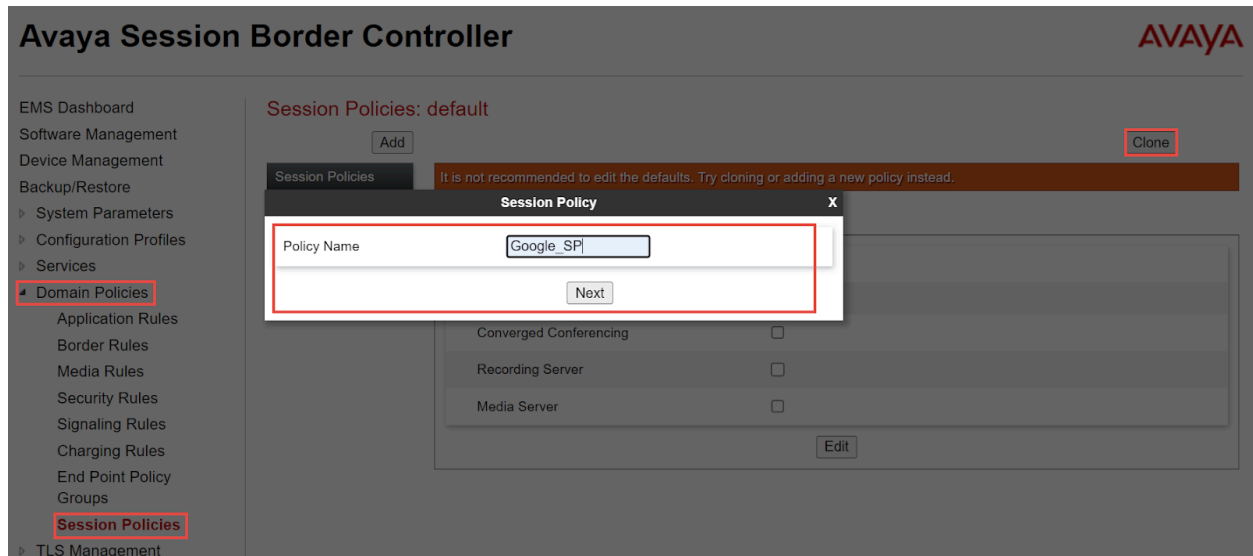 Avaya Session Border Controller
AVAYA
EMS Dashboard
Software Management
Device Management
Backup/Restore
System Parameters
Configuration Profiles
Services
Domain Policies
Application Rules
Border Rules
Media Rules
Security Rules
Signaling Rules
Charging Rules
End Point Policy
Groups
Session Policies
TLS Management
Session Policies: default
Add
Clone
Session Policies
It is not recommended to edit the defaults. Try cloning or adding a new policy instead.
Session Policy
X
Policy Name
Google_SP
Next
Converged Conferencing
Recording Server
Media Server
Edit